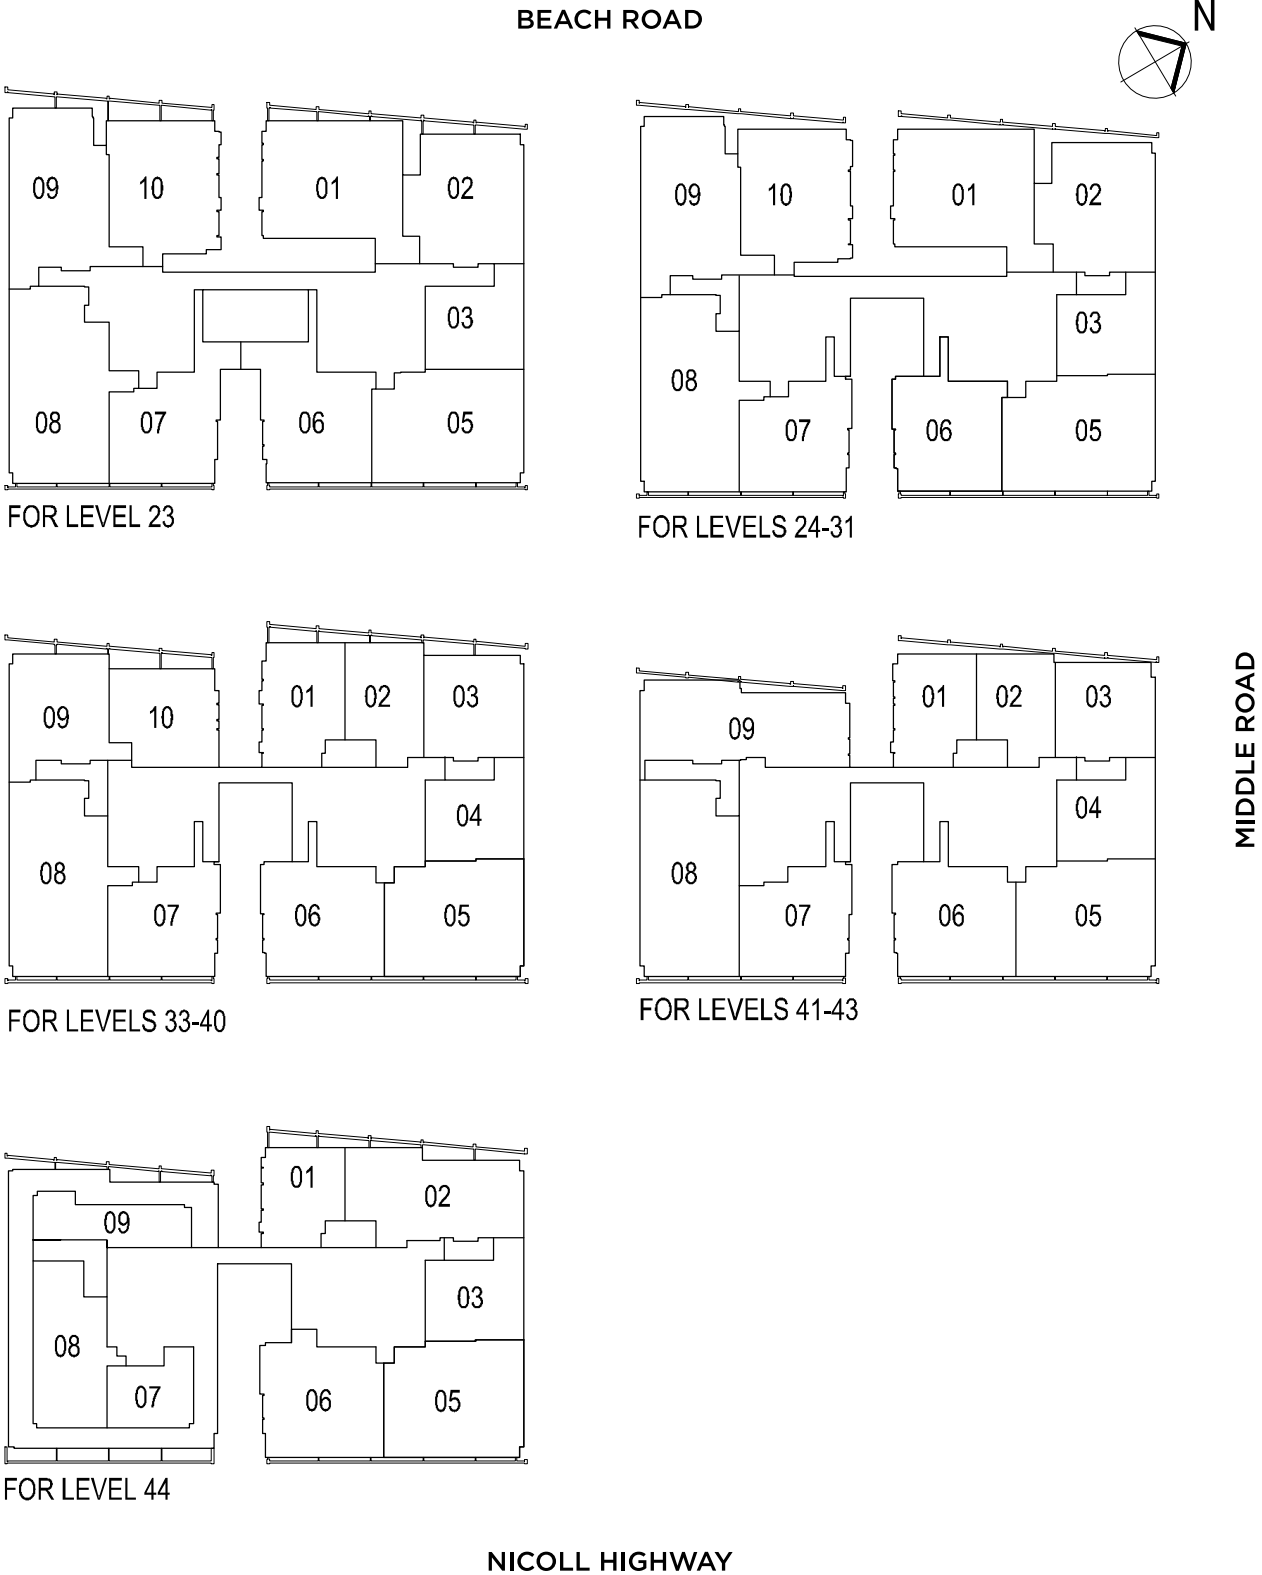 BEACH ROAD
N
09 10 01 02
03
08 07 06 05
FOR LEVEL 23
09 10 01 02
03
08 07 06 05
FOR LEVELS 24-31
09 10 01 02 03
04
08 07 06 05
FOR LEVELS 33-40
09 01 02 03
04
08 07 06 05
FOR LEVELS 41-43
MIDDLE ROAD
09 01 02
03
08 07 06 05
FOR LEVEL 44
NICOLL HIGHWAY